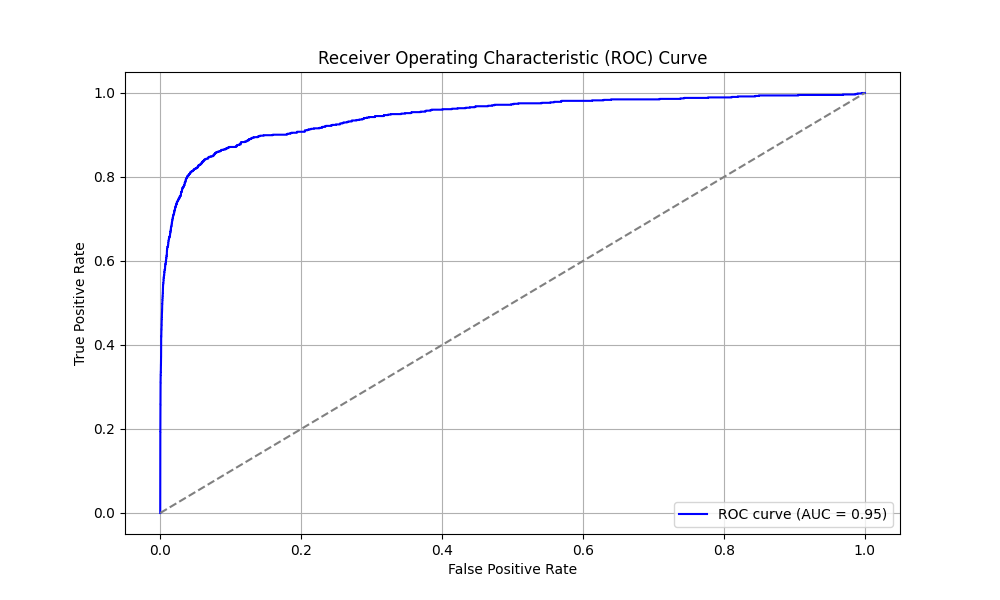 Receiver Operating Characteristic (ROC) Curve
True Positive Rate
1.0
0.8
0.6
0.4
0.2
0.0
ROC curve (AUC = 0.95)
0.0 0.2 0.4 0.6 0.8 1.0
False Positive Rate